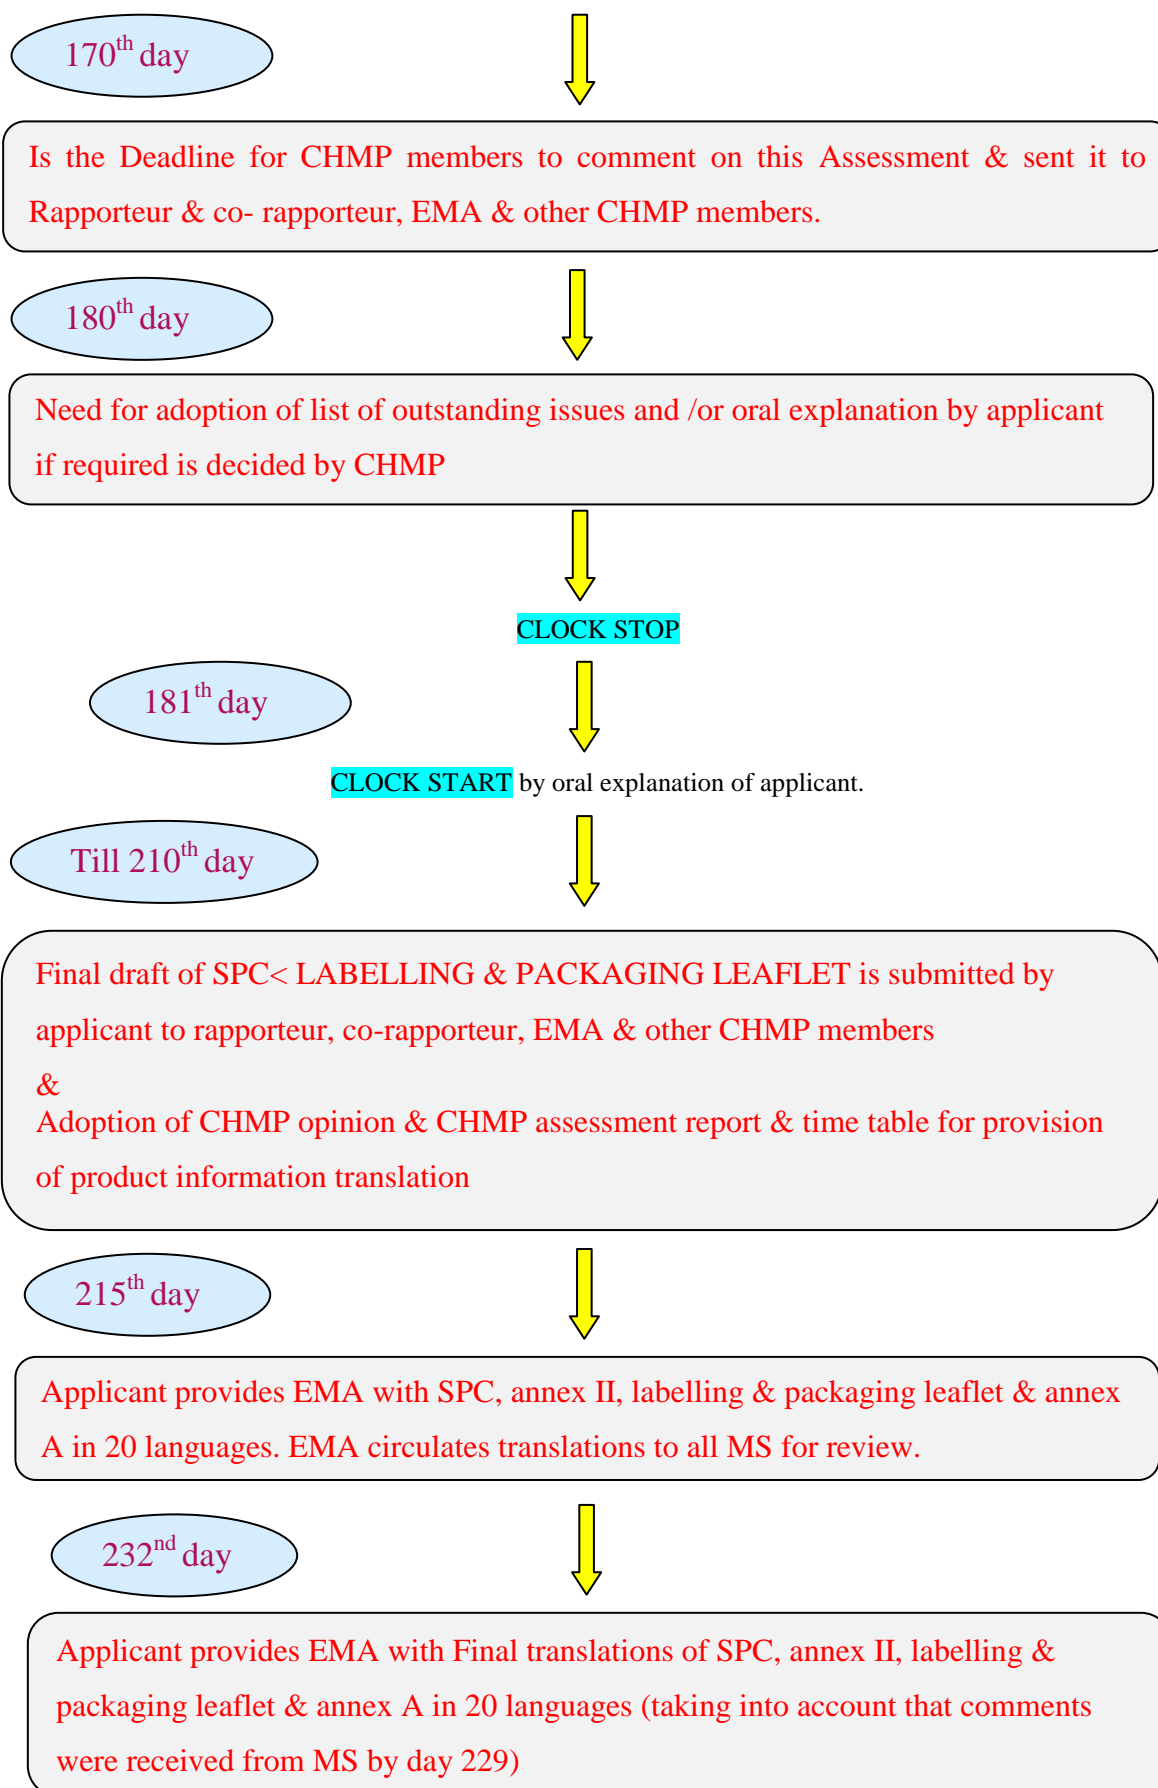 170th day
Is the Deadline for CHMP members to comment on this Assessment & sent it to
Rapporteur & co- rapporteur, EMA & other CHMP members.
180th day
Need for adoption of list of outstanding issues and /or oral explanation by applicant
if required is decided by CHMP
CLOCK STOP
181th day
CLOCK START by oral explanation of applicant.
Till 210th day
Final draft of SPC< LABELLING & PACKAGING LEAFLET is submitted by
applicant to rapporteur, co-rapporteur, EMA & other CHMP members
&
Adoption of CHMP opinion & CHMP assessment report & time table for provision
of product information translation
215th day
Applicant provides EMA with SPC, annex II, labelling & packaging leaflet & annex
A in 20 languages. EMA circulates translations to all MS for review.
232nd day
Applicant provides EMA with Final translations of SPC, annex II, labelling &
packaging leaflet & annex A in 20 languages (taking into account that comments
were received from MS by day 229)